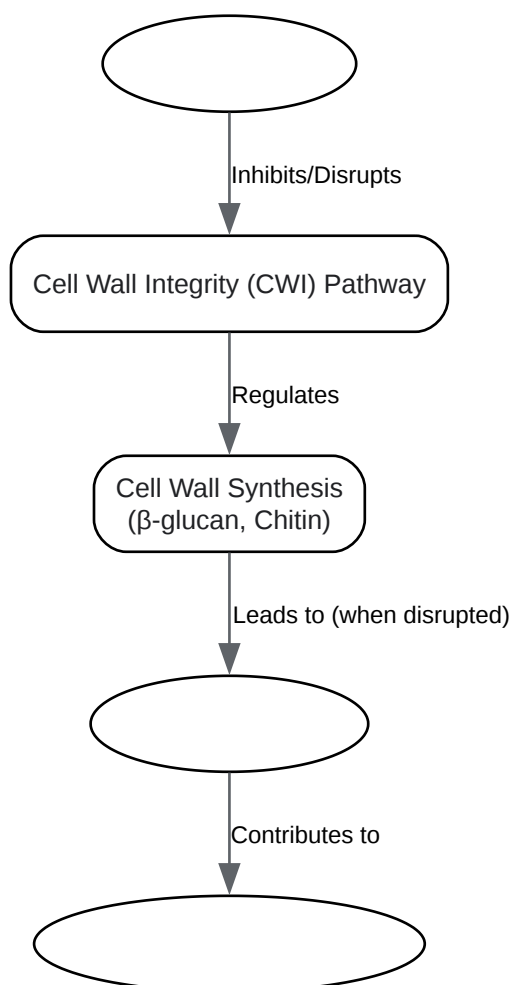 Inhibits/Disrupts
Cell Wall Integrity (CWI) Pathway
Regulates
Cell Wall Synthesis
(β-glucan, Chitin)
Leads to (when disrupted)
Contributes to